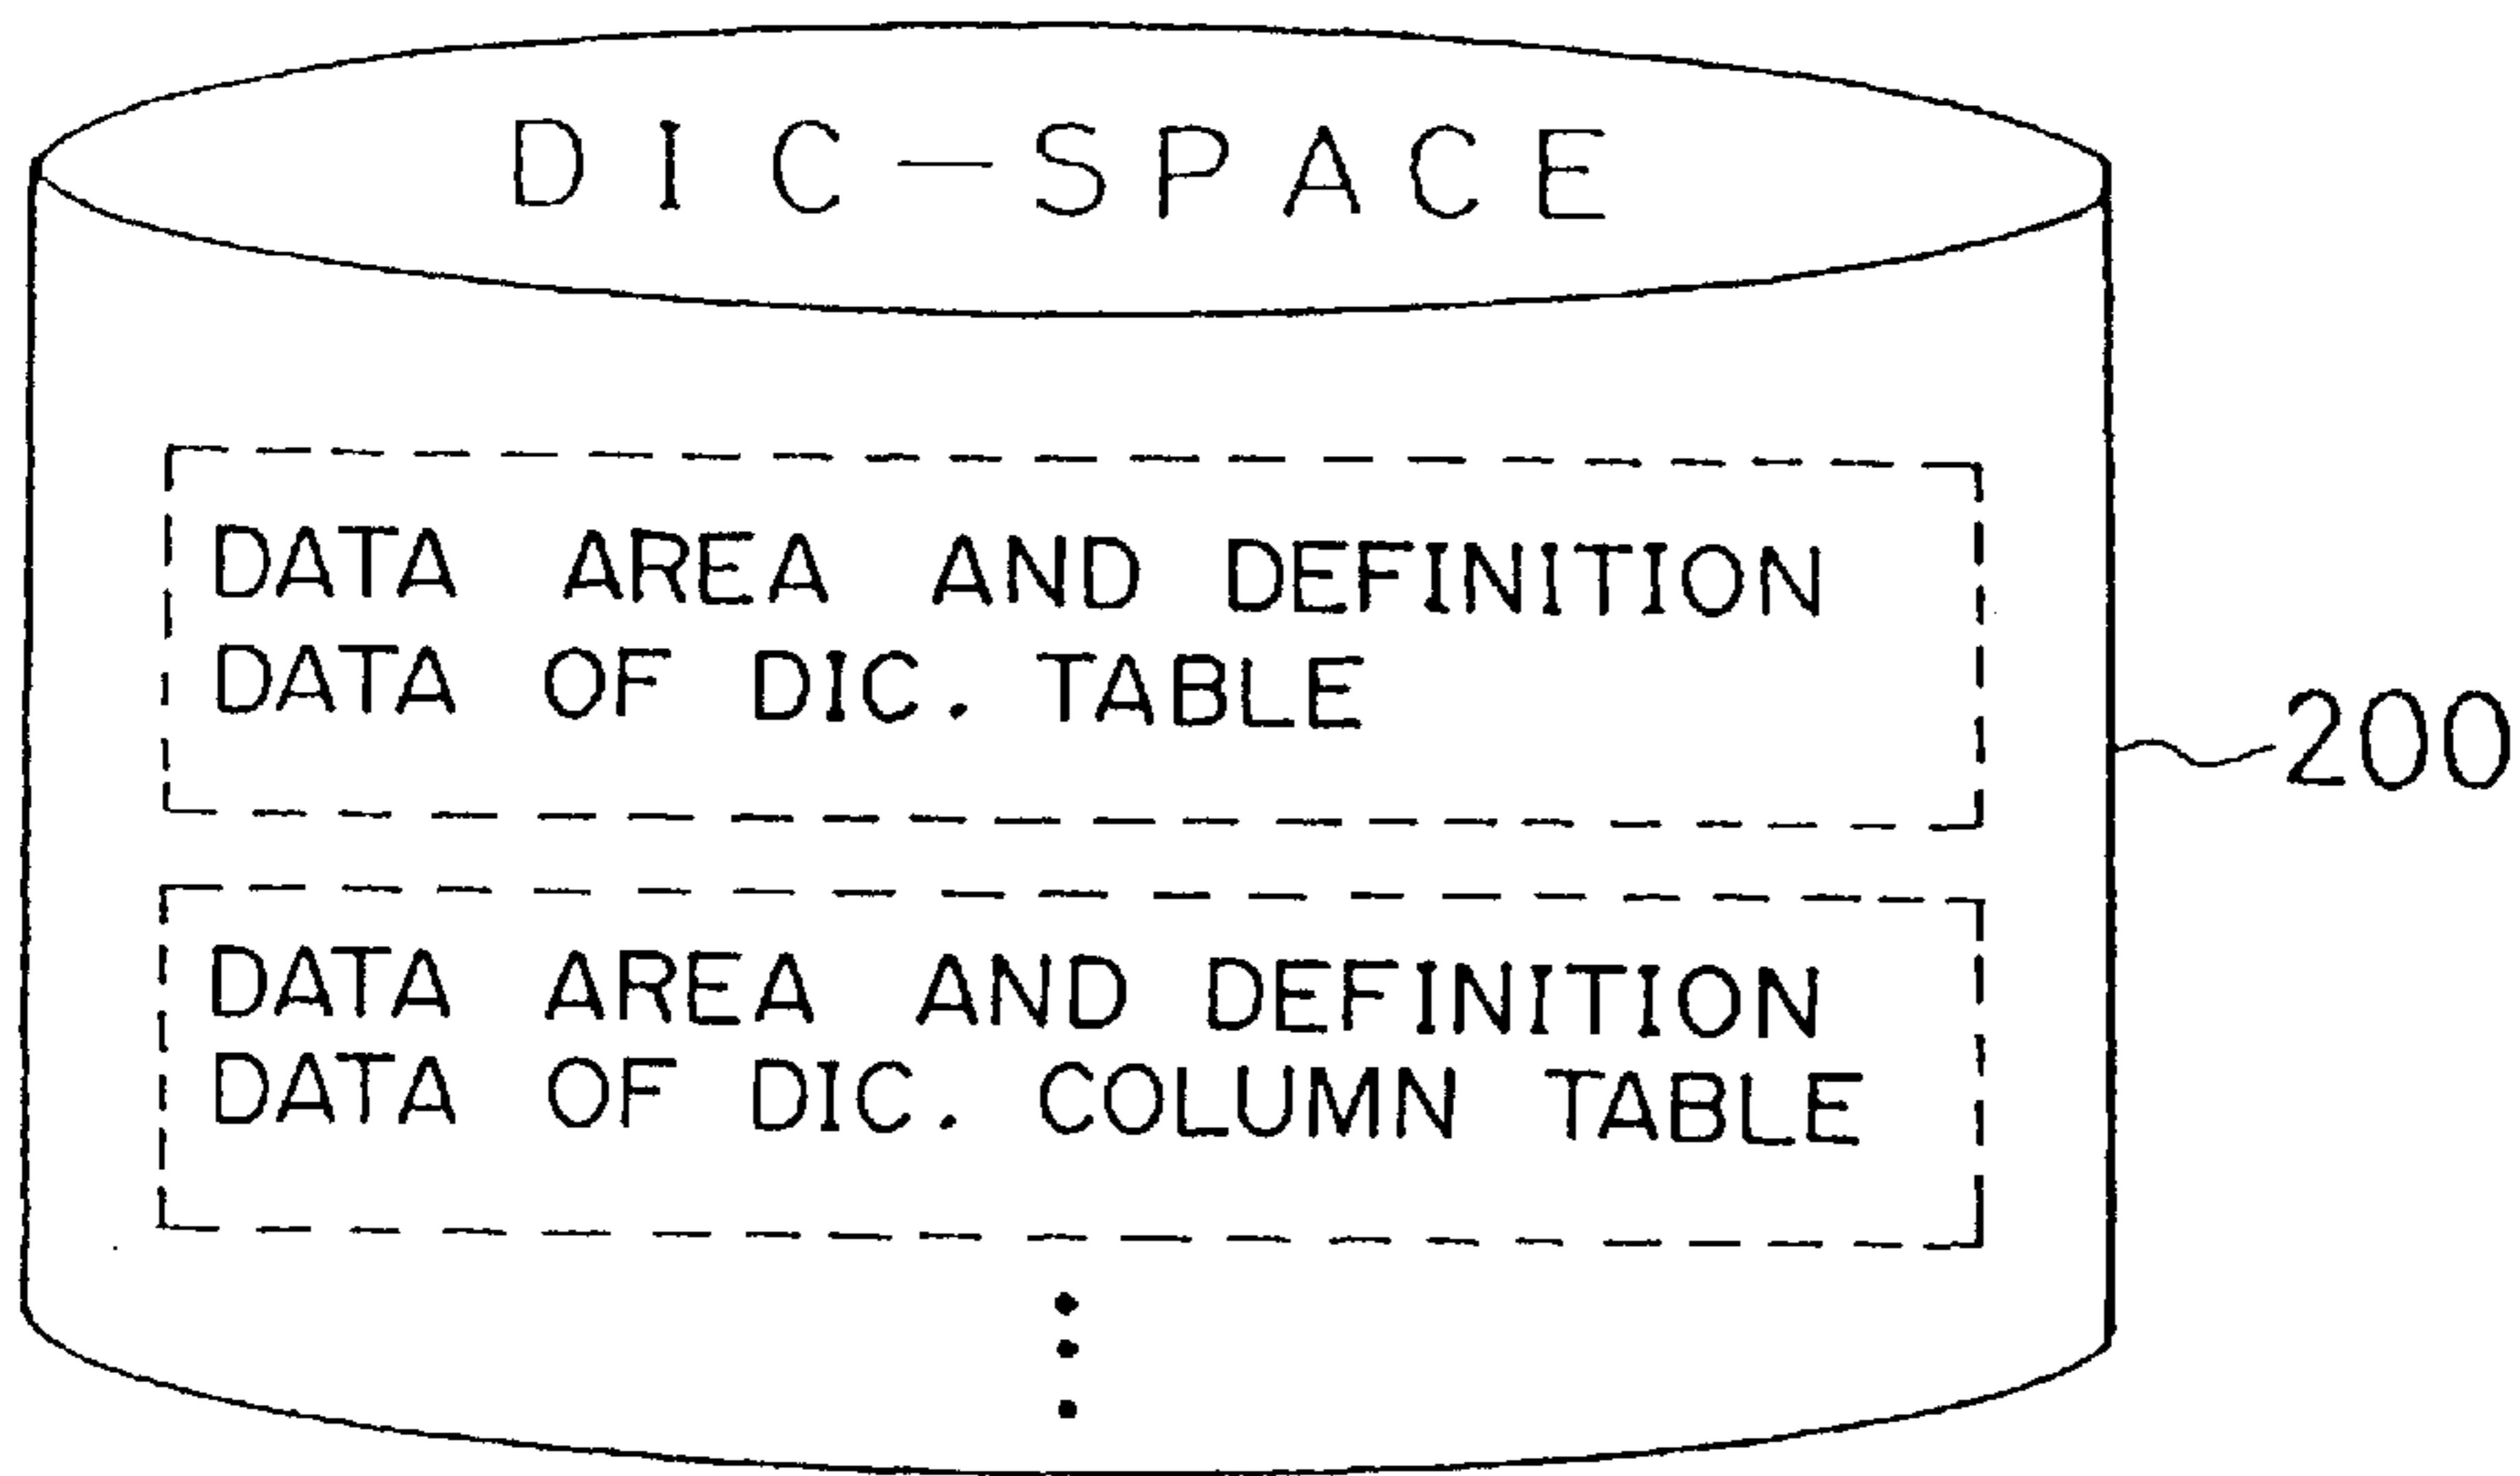 DIC-SPACE
DATA AREA AND DEFINITION
DATA OF DIC. TABLE
200
DATA AREA AND DEFINITION
DATA OF DIC. COLUMN TABLE